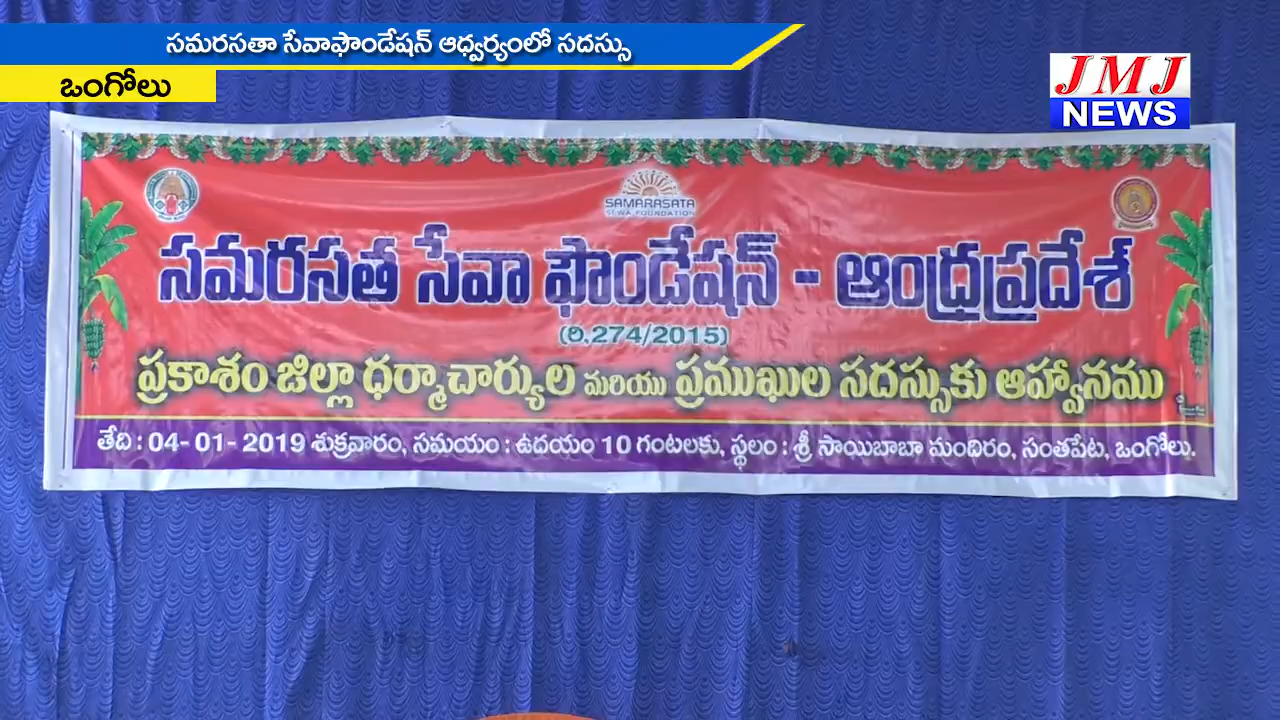 సమరసతా సేవాఫౌండేషన్ ఆధ్వర్యంలో సదస్సు
ఒంగోలు
JMJ
NEWS
SAMARASATA
SEWA FOUNDATION
సమరసత సేవా ఫౌండేషన్ - ఆంధ్రప్రదేశ్
(రి.274/2015)
ప్రకాశం జిల్లా ధర్మాచార్యుల మరియు ప్రముఖుల సదస్సుకు ఆహ్వానము
తేది : 04-01- 2019 శుక్రవారం, సమయం : ఉదయం 10 గంటలకు, స్థలం : శ్రీ సాయిబాబా మందిరం, సంతపేట, ఒంగోలు.